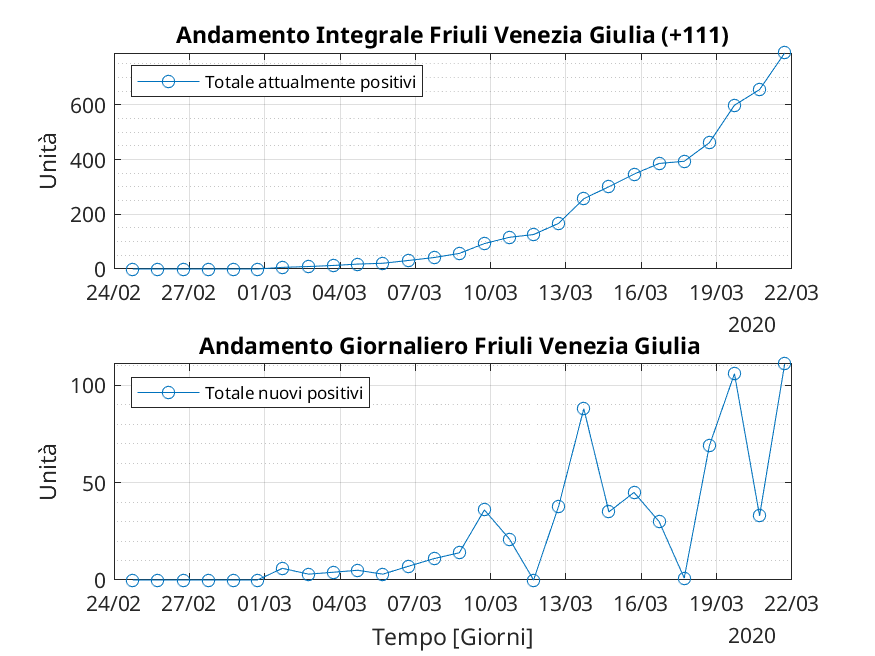 Andamento Integrale Friuli Venezia Giulia (+111)
Totale attualmente positivi
Unità
600
400
200
0
24/02 27/02 01/03 04/03 07/03 10/03 13/03 16/03 19/03 22/03
2020
Andamento Giornaliero Friuli Venezia Giulia
Totale nuovi positivi
Unità
100
50
0
24/02 27/02 01/03 04/03 07/03 10/03 13/03 16/03 19/03 22/03
Tempo [Giorni]
2020